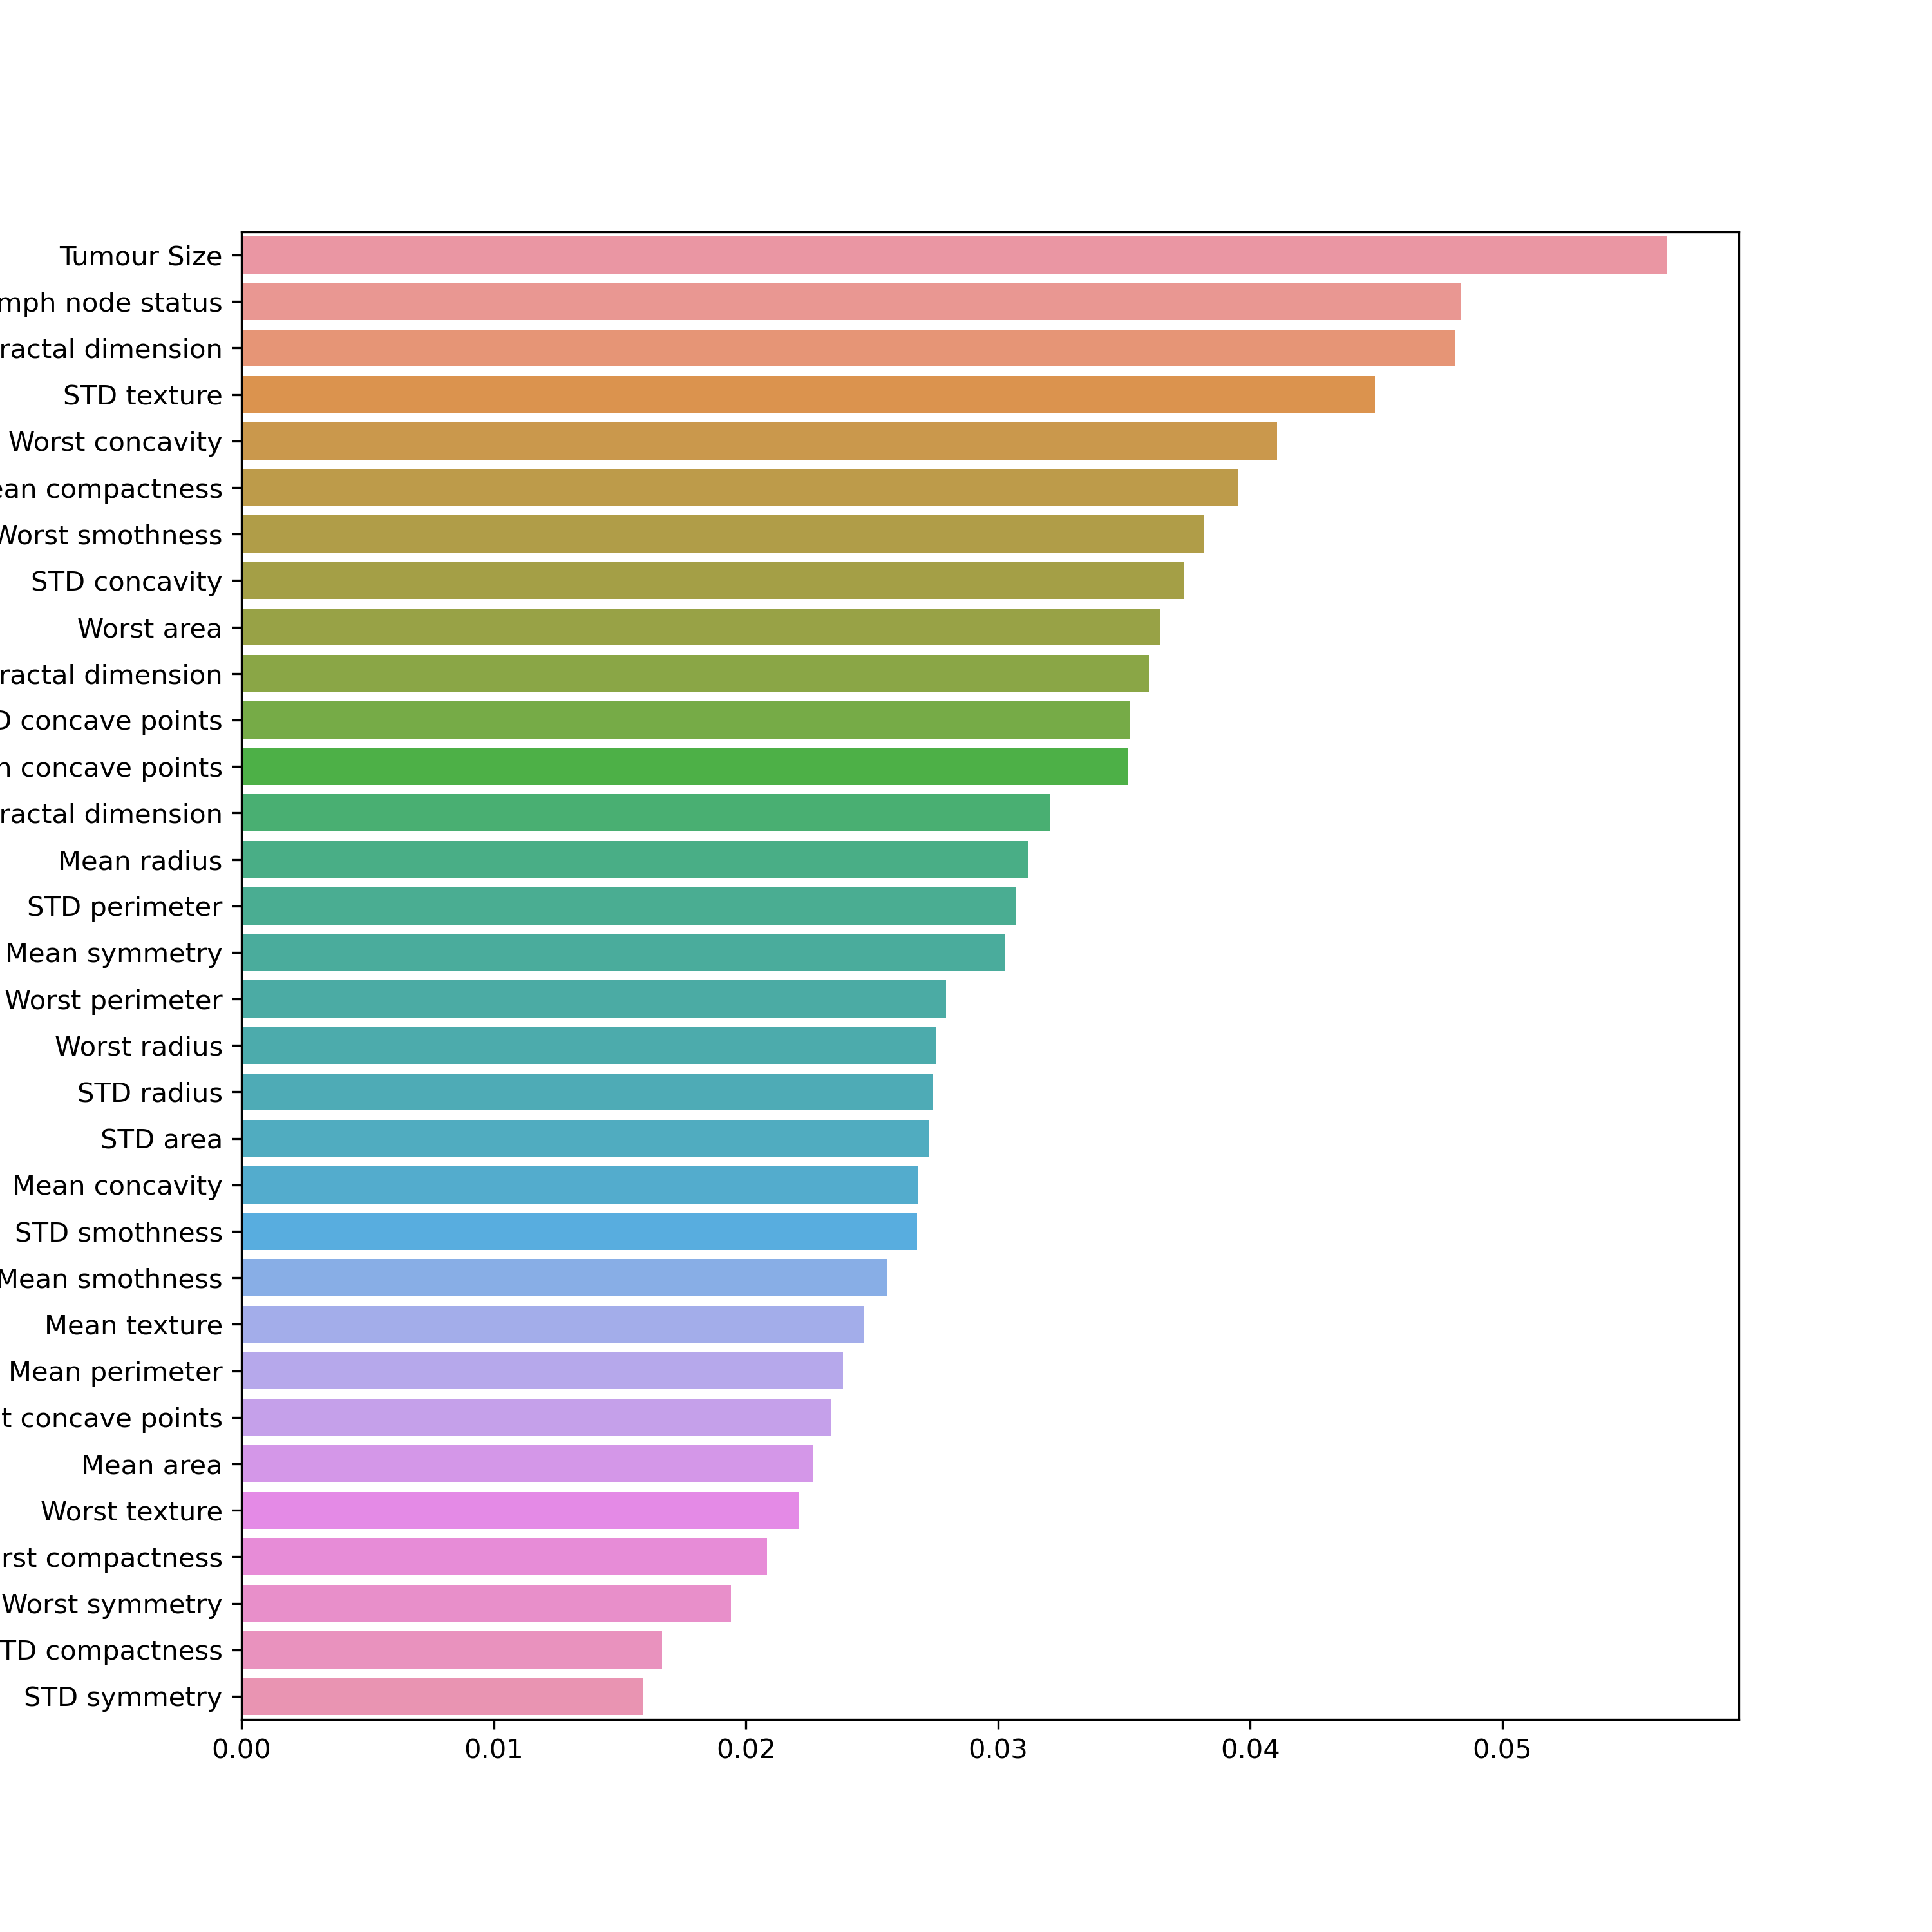 Tumour Size
mph node status
ractal dimension
STD texture
Worst concavity
ean compactness
Worst smothness
STD concavity
Worst area
ractal dimension
D concave points
n concave points
ractal dimension
Mean radius
STD perimeter
Mean symmetry
Worst perimeter
Worst radius
STD radius
STD area
Mean concavity
STD smothness
Mean smothness
Mean texture
Mean perimeter
t concave points
Mean area
Worst texture
rst compactness
Worst symmetry
TD compactness
STD symmetry
0.00 0.01 0.02 0.03 0.04 0.05